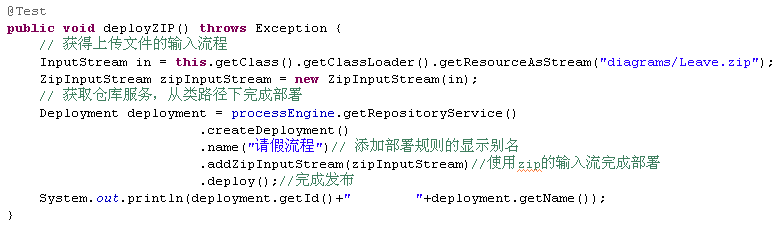 @Test
public void deployZIP() throws Exception {
    // 获得上传文件的输入流程
    InputStream in = this.getClass().getClassLoader().getResourceAsStream("diagrams/Leave.zip");
    ZipInputStream zipInputStream = new ZipInputStream(in);
    // 获取仓库服务，从类路径下完成部署
    Deployment deployment = processEngine.getRepositoryService()
                        .createDeployment()
                        .name("请假流程")// 添加部署规则的显示别名
                        .addZipInputStream(zipInputStream)//使用zip的输入流完成部署
                        .deploy();//完成发布
    System.out.println(deployment.getId()+"        "+deployment.getName());
}